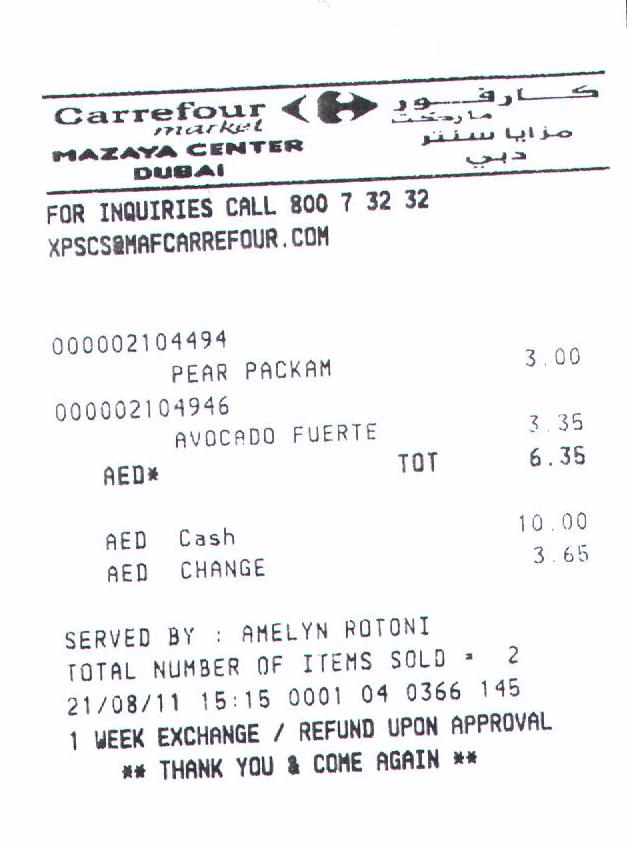 Carrefour
market
MAZAYA CENTER
DUBAI
كارفور
ماركت
مزايا سنتر
دبي
FOR INQUIRIES CALL 800 7 32 32
XPSCS@MAFCARREFOUR.COM
000002104494
PEAR PACKAM 3.00
000002104946
AVOCADO FUERTE 3.35
AED* TOT 6.35
AED Cash 10.00
AED CHANGE 3.65
SERVED BY : AMELYN ROTONI
TOTAL NUMBER OF ITEMS SOLD = 2
21/08/11 15:15 0001 04 0366 145
1 WEEK EXCHANGE / REFUND UPON APPROVAL
** THANK YOU & COME AGAIN **